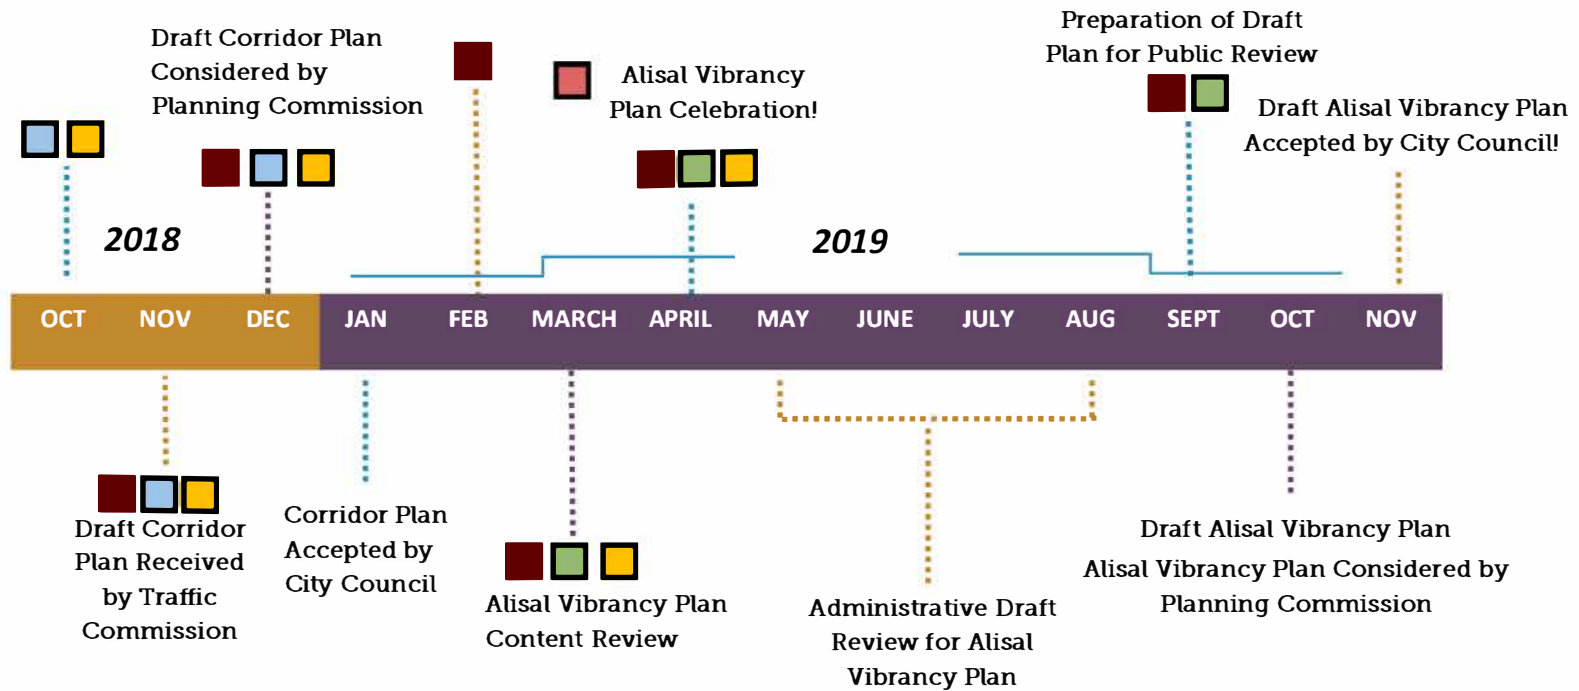 Draft Corridor Plan
Considered by
Planning Commission
Alisal Vibrancy
Plan Celebration!
Preparation of Draft
Plan for Public Review
Draft Alisal Vibrancy Plan
Accepted by City Council!
2018
2019
OCT NOV DEC JAN FEB MARCH APRIL MAY JUNE JULY AUG SEPT OCT NOV
Draft Corridor
Plan Received
by Traffic
Commission
Corridor Plan
Accepted by
City Council
Alisal Vibrancy Plan
Content Review
Administrative Draft
Review for Alisal
Vibrancy Plan
Draft Alisal Vibrancy Plan
Alisal Vibrancy Plan Considered by
Planning Commission